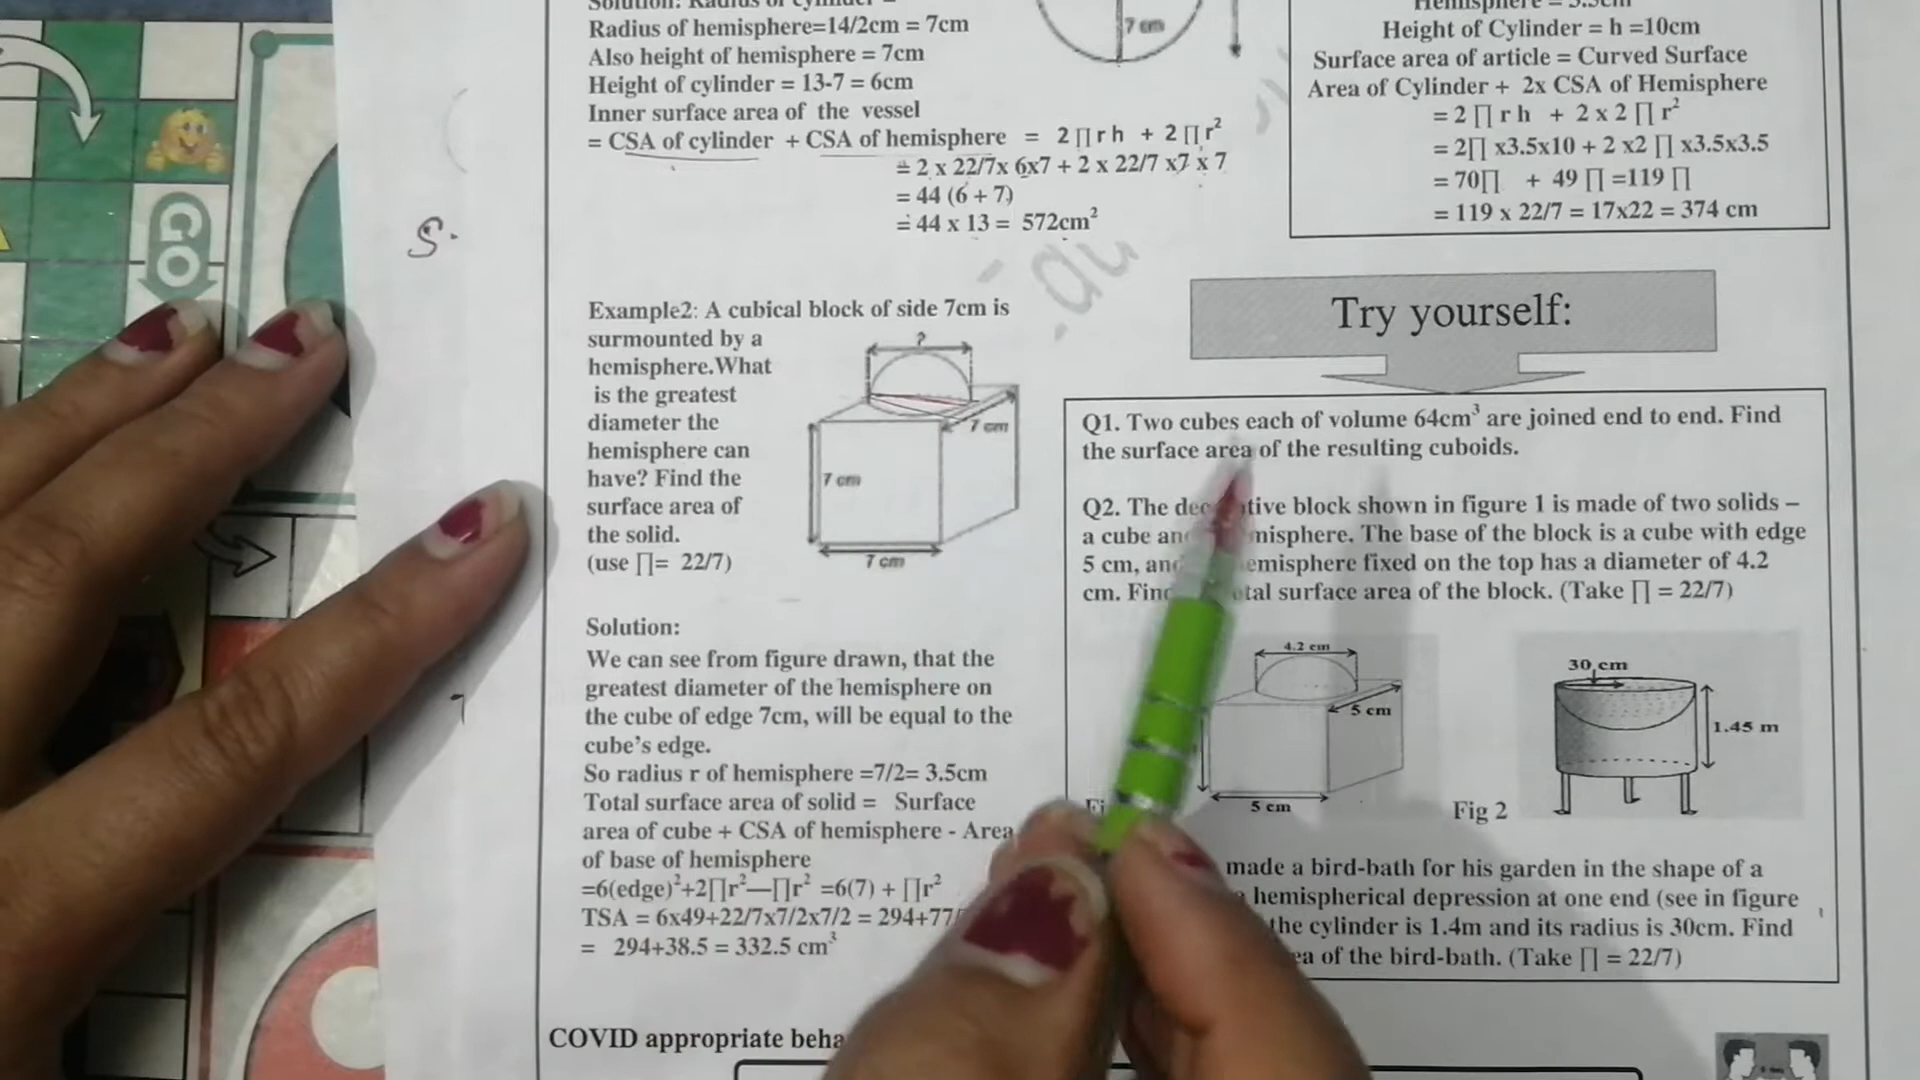 Radius of hemisphere=14/2cm = 7cm
Also height of hemisphere = 7cm
Height of cylinder = 13-7 = 6cm
Inner surface area of the vessel
= CSA of cylinder + CSA of hemisphere = 2∏rh + 2∏r²
= 2 x 22/7x 6x7 + 2 x 22/7 x7 x 7
= 44 (6 + 7)
= 44 x 13 = 572cm²
7 cm
S.
Example2: A cubical block of side 7cm is
surmounted by a
hemisphere.What
is the greatest
diameter the
hemisphere can
have? Find the
surface area of
the solid.
(use ∏= 22/7)
?
7 cm
7 cm
7 cm
Solution:
We can see from figure drawn, that the
greatest diameter of the hemisphere on
the cube of edge 7cm, will be equal to the
cube's edge.
So radius r of hemisphere =7/2= 3.5cm
Total surface area of solid = Surface
area of cube + CSA of hemisphere - Area
of base of hemisphere
=6(edge)²+2∏r²—∏r² =6(7) + ∏r²
TSA = 6x49+22/7x7/2x7/2 = 294+77/
= 294+38.5 = 332.5 cm³
COVID appropriate
Height of Cylinder = h =10cm
Surface area of article = Curved Surface
Area of Cylinder + 2x CSA of Hemisphere
= 2∏rh + 2 x 2∏r²
= 2∏ x3.5x10 + 2 x2 ∏ x3.5x3.5
= 70∏ + 49 ∏ =119 ∏
= 119 x 22/7 = 17x22 = 374 cm
Try yourself:
Q1. Two cubes each of volume 64cm³ are joined end to end. Find
the surface area of the resulting cuboids.
Q2. The block shown in figure 1 is made of two solids –
a cube The base of the block is a cube with edge
5 cm, fixed on the top has a diameter of 4.2
cm. surface area of the block. (Take ∏ = 22/7)
4.2 cm
5 cm
5 cm
30 cm
1.45 m
Fig 2
made a bird-bath for his garden in the shape of a
hemispherical depression at one end (see in figure
the cylinder is 1.4m and its radius is 30cm. Find
of the bird-bath. (Take ∏ = 22/7)
GO